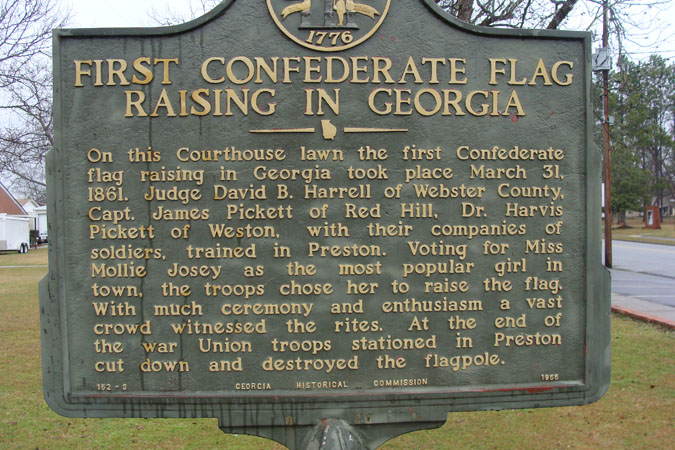 1776
FIRST CONFEDERATE FLAG
RAISING IN GEORGIA
On this Courthouse lawn the first Confederate
flag raising in Georgia took place March 31,
1861. Judge David B. Harrell of Webster County,
Capt. James Pickett of Red Hill, Dr. Harvis
Pickett of Weston, with their companies of
soldiers, trained in Preston. Voting for Miss
Mollie Josey as the most popular girl in
town, the troops chose her to raise the flag.
With much ceremony and enthusiasm a vast
crowd witnessed the rites. At the end of
the war Union troops stationed in Preston
cut down and destroyed the flagpole.
152-3 GEORGIA HISTORICAL COMMISSION 1955